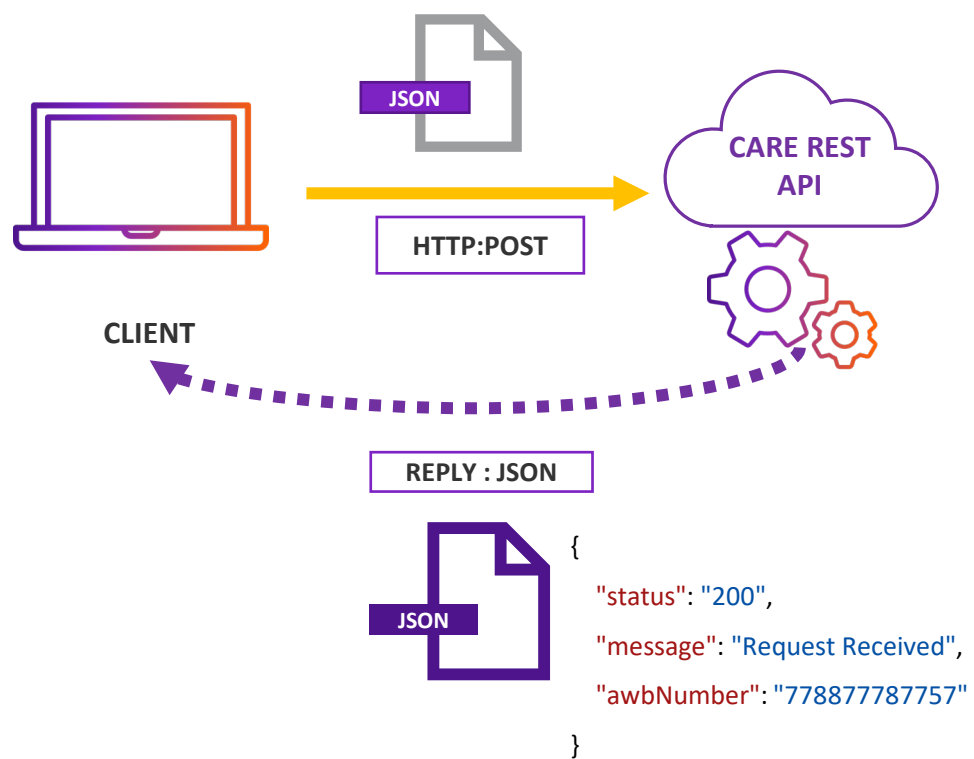 JSON
CARE REST
API
HTTP:POST
CLIENT
REPLY : JSON
JSON
{
"status": "200",
"message": "Request Received",
"awbNumber": "778877787757"
}